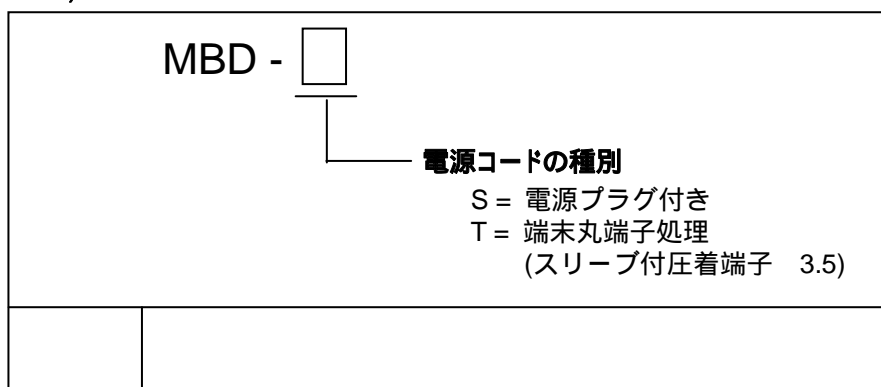 MBD - □
電源コードの種別
S = 電源プラグ付き
T = 端末丸端子処理
(スリーブ付圧着端子　3.5)